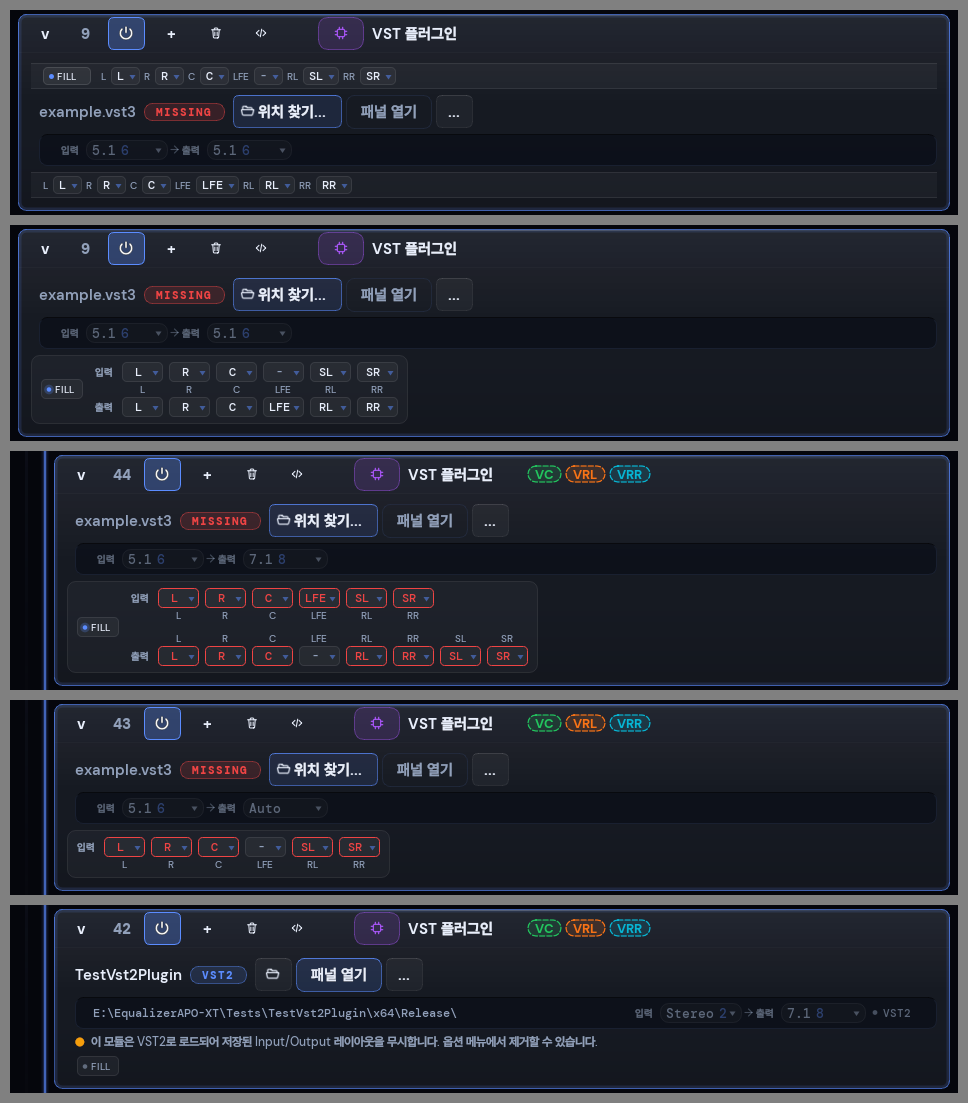 v 9 + </> VST 플러그인
FILL L L R R C C LFE - RL SL RR SR
example.vst3 MISSING 위치 찾기... 패널 열기 ...
입력 5.1 6 → 출력 5.1 6
L L R R C C LFE LFE RL RL RR RR
v 9 + </> VST 플러그인
example.vst3 MISSING 위치 찾기... 패널 열기 ...
입력 5.1 6 → 출력 5.1 6
입력 L R C - SL SR
FILL L R C LFE RL RR
출력 L R C LFE RL RR
v 44 + </> VST 플러그인 VC VRL VRR
example.vst3 MISSING 위치 찾기... 패널 열기 ...
입력 5.1 6 → 출력 7.1 8
입력 L R C LFE SL SR
L R C LFE RL RR
FILL
L R C LFE RL RR SL SR
출력 L R C - RL RR SL SR
v 43 + </> VST 플러그인 VC VRL VRR
example.vst3 MISSING 위치 찾기... 패널 열기 ...
입력 5.1 6 → 출력 Auto
입력 L R C - SL SR
L R C LFE RL RR
v 42 + </> VST 플러그인 VC VRL VRR
TestVst2Plugin VST2 패널 열기 ...
E:\EqualizerAPO-XT\Tests\TestVst2Plugin\x64\Release\ 입력 Stereo 2 → 출력 7.1 8 VST2
이 모듈은 VST2로 로드되어 저장된 Input/Output 레이아웃을 무시합니다. 옵션 메뉴에서 제거할 수 있습니다.
FILL